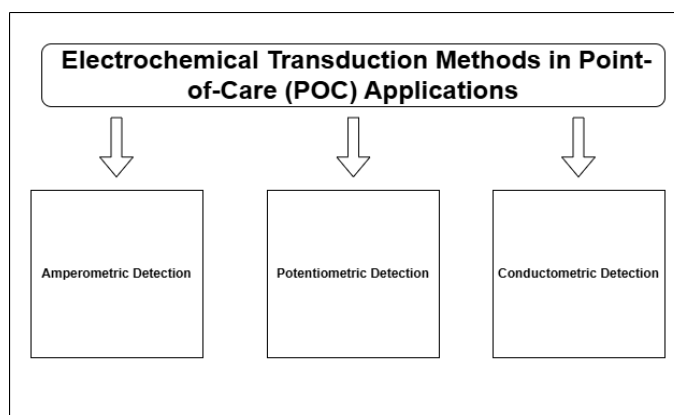 Electrochemical Transduction Methods in Point-
of-Care (POC) Applications
Amperometric Detection
Potentiometric Detection
Conductometric Detection